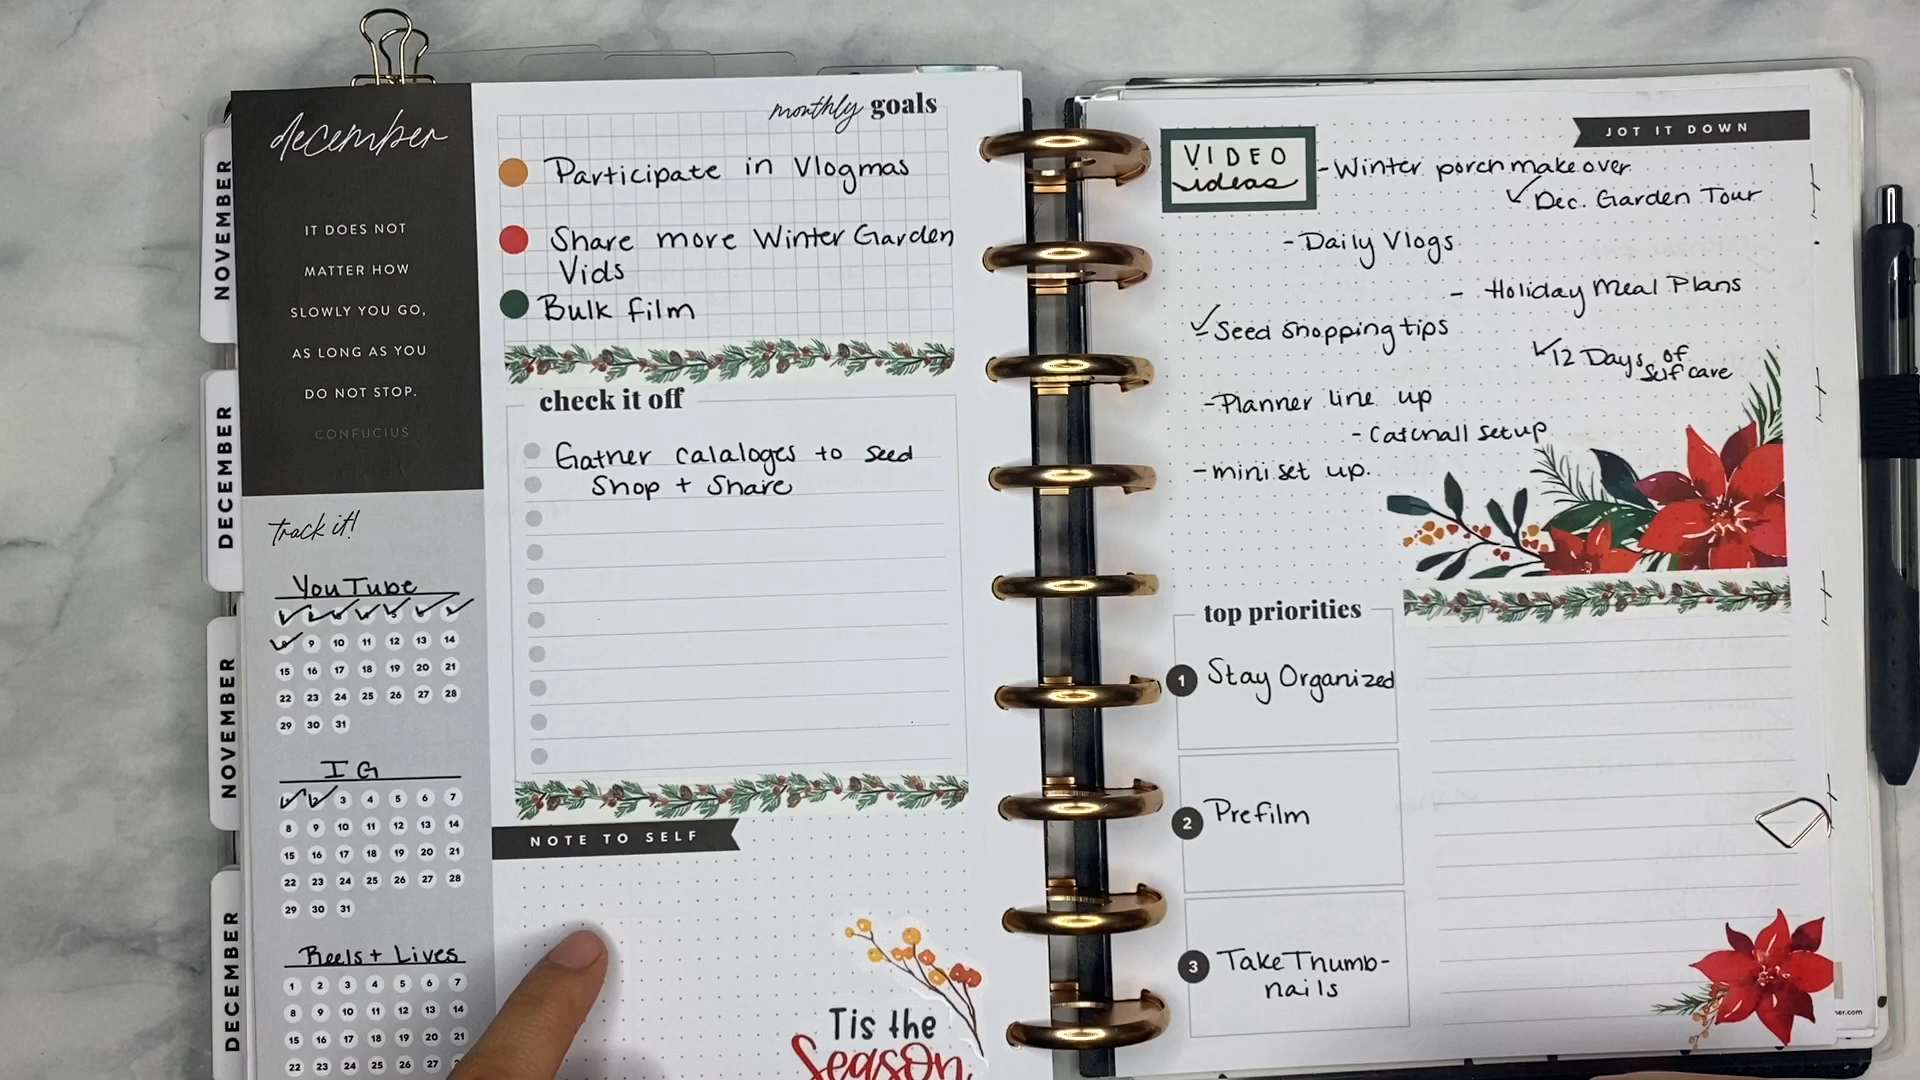 NOVEMBER
DECEMBER
NOVEMBER
DECEMBER
december
IT DOES NOT
MATTER HOW
SLOWLY YOU GO,
AS LONG AS YOU
DO NOT STOP.
CONFUCIUS
track it!
YouTube
9 10 11 12 13 14
15 16 17 18 19 20 21
22 23 24 25 26 27 28
29 30 31
IG
3 4 5 6 7
8 9 10 11 12 13 14
15 16 17 18 19 20 21
22 23 24 25 26 27 28
29 30 31
Reels + Lives
1 2 3 4 5 6 7
8 9 10 11 12 13 14
15 16 17 18 19 20 21
22 23 24 25 26 27
monthly goals
Participate in Vlogmas
Share more Winter Garden
Vids
Bulk film
check it off
Gather cataloges to seed
Shop + Share
NOTE TO SELF
Tis the
Season
JOT IT DOWN
VIDEO
ideas
- Winter porch makeover
Dec. Garden Tour
- Daily Vlogs
- Holiday Meal Plans
- Seed shopping tips
12 Days of
Self care
- Planner line up
- Catchall setup
- mini set up.
top priorities
1 Stay Organized
2 Prefilm
3 Take Thumb-
nails